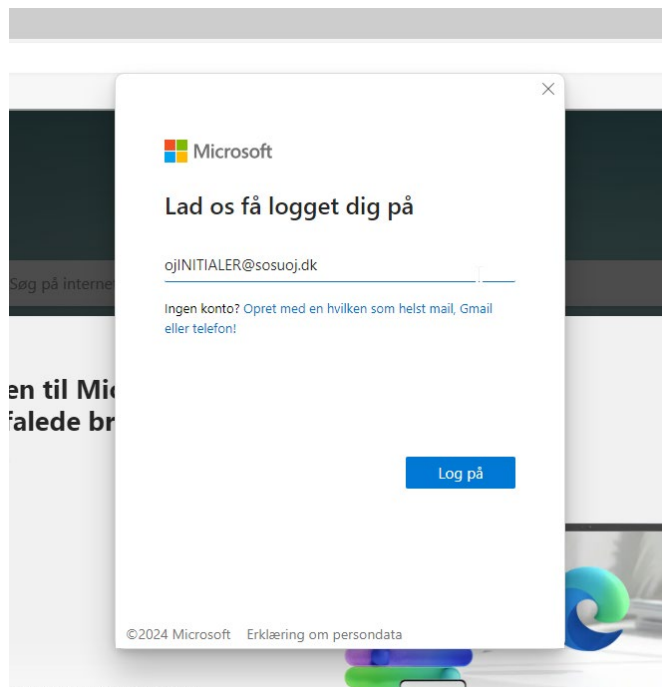 Microsoft
Lad os få logget dig på
ojINITIALER@sosuoj.dk
Søg på interne
Ingen konto? Opret med en hvilken som helst mail, Gmail
eller telefon!
en til Mi
falede br
Log på
©2024 Microsoft Erklæring om persondata